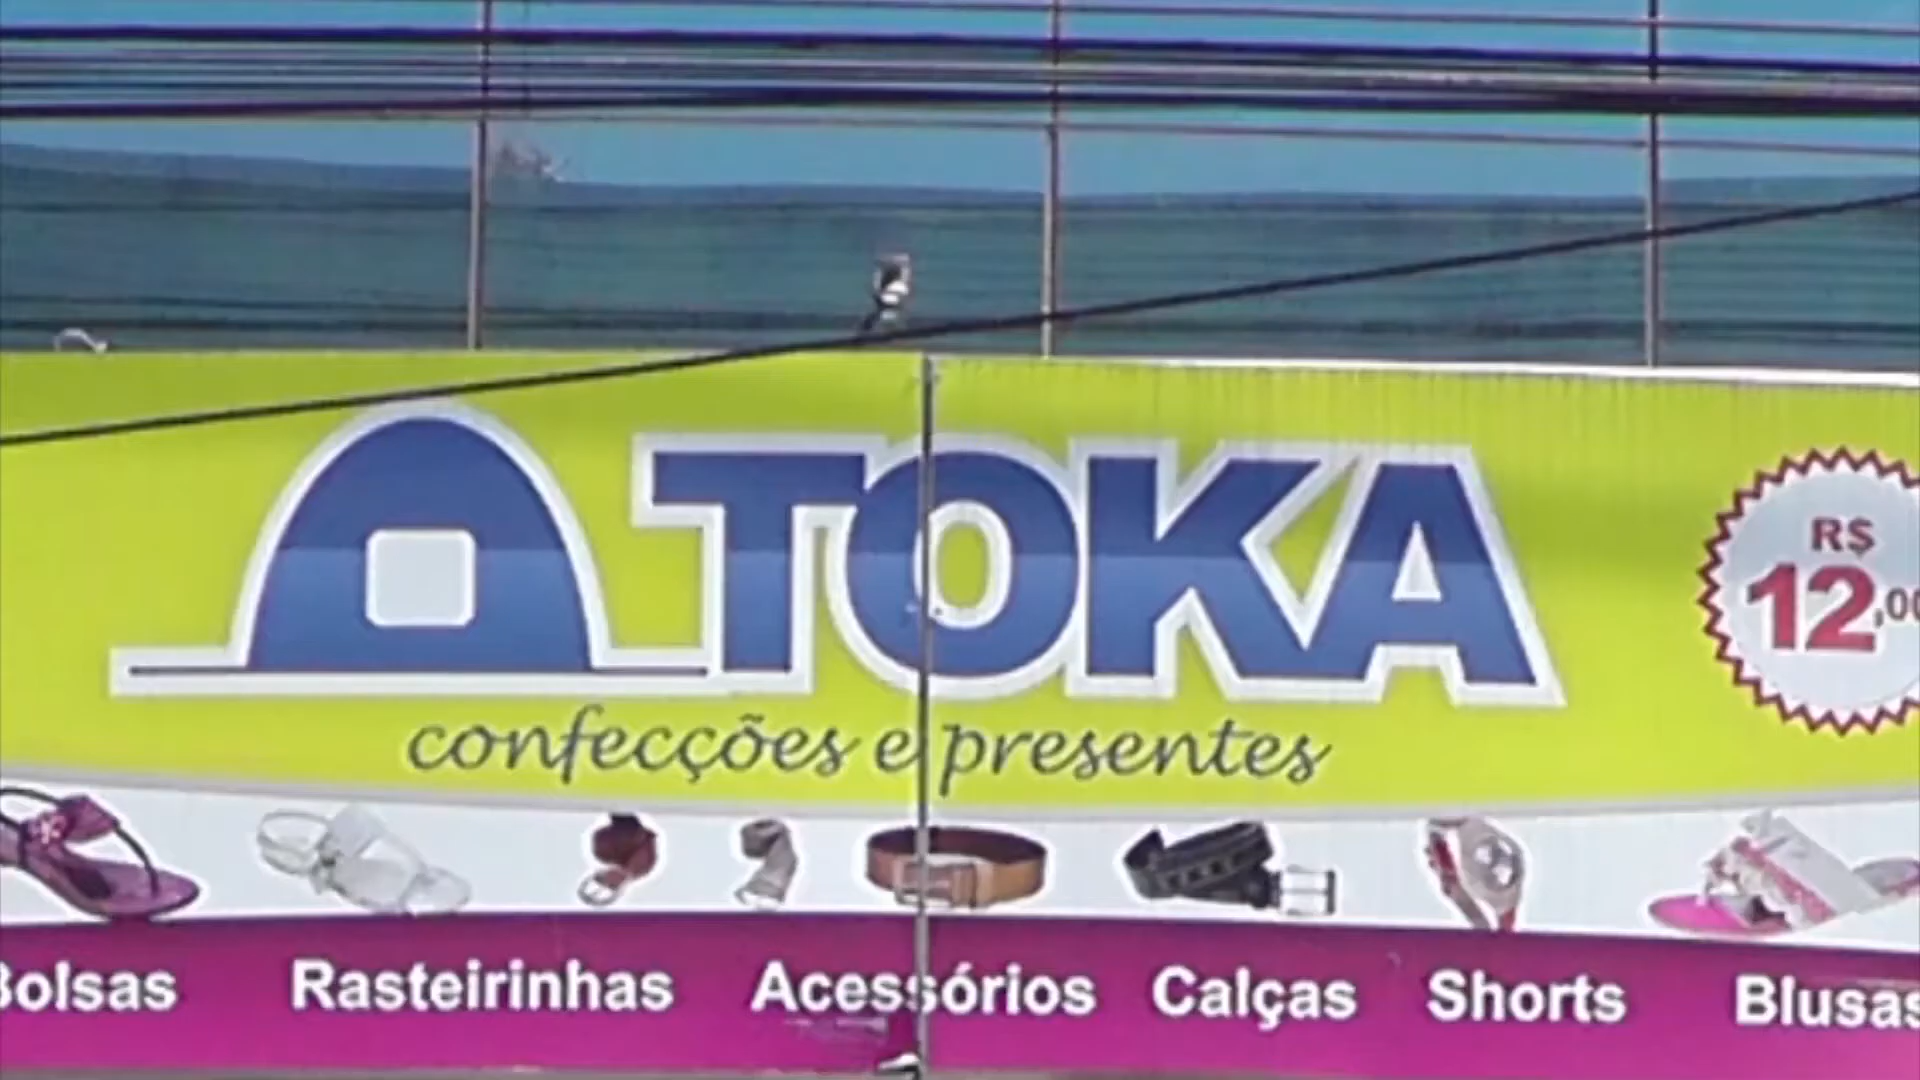 TOKA
confecções e presentes
R$
12,00
Bolsas Rasteirinhas Acessórios Calças Shorts Blusas